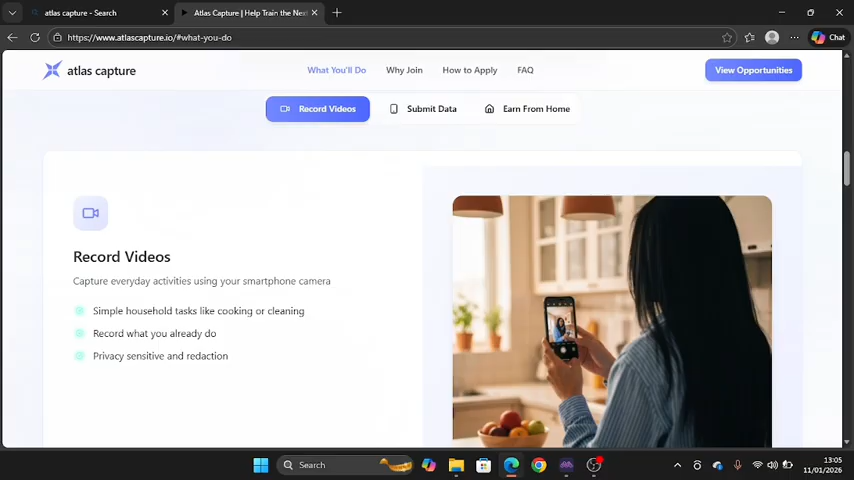 atlas capture - Search
Atlas Capture | Help Train the Nex
https://www.atlascapture.io/#what-you-do
Chat
atlas capture
What You'll Do
Why Join
How to Apply
FAQ
View Opportunities
Record Videos
Submit Data
Earn From Home
Record Videos
Capture everyday activities using your smartphone camera
Simple household tasks like cooking or cleaning
Record what you already do
Privacy sensitive and redaction
Search
13:05
11/01/2026